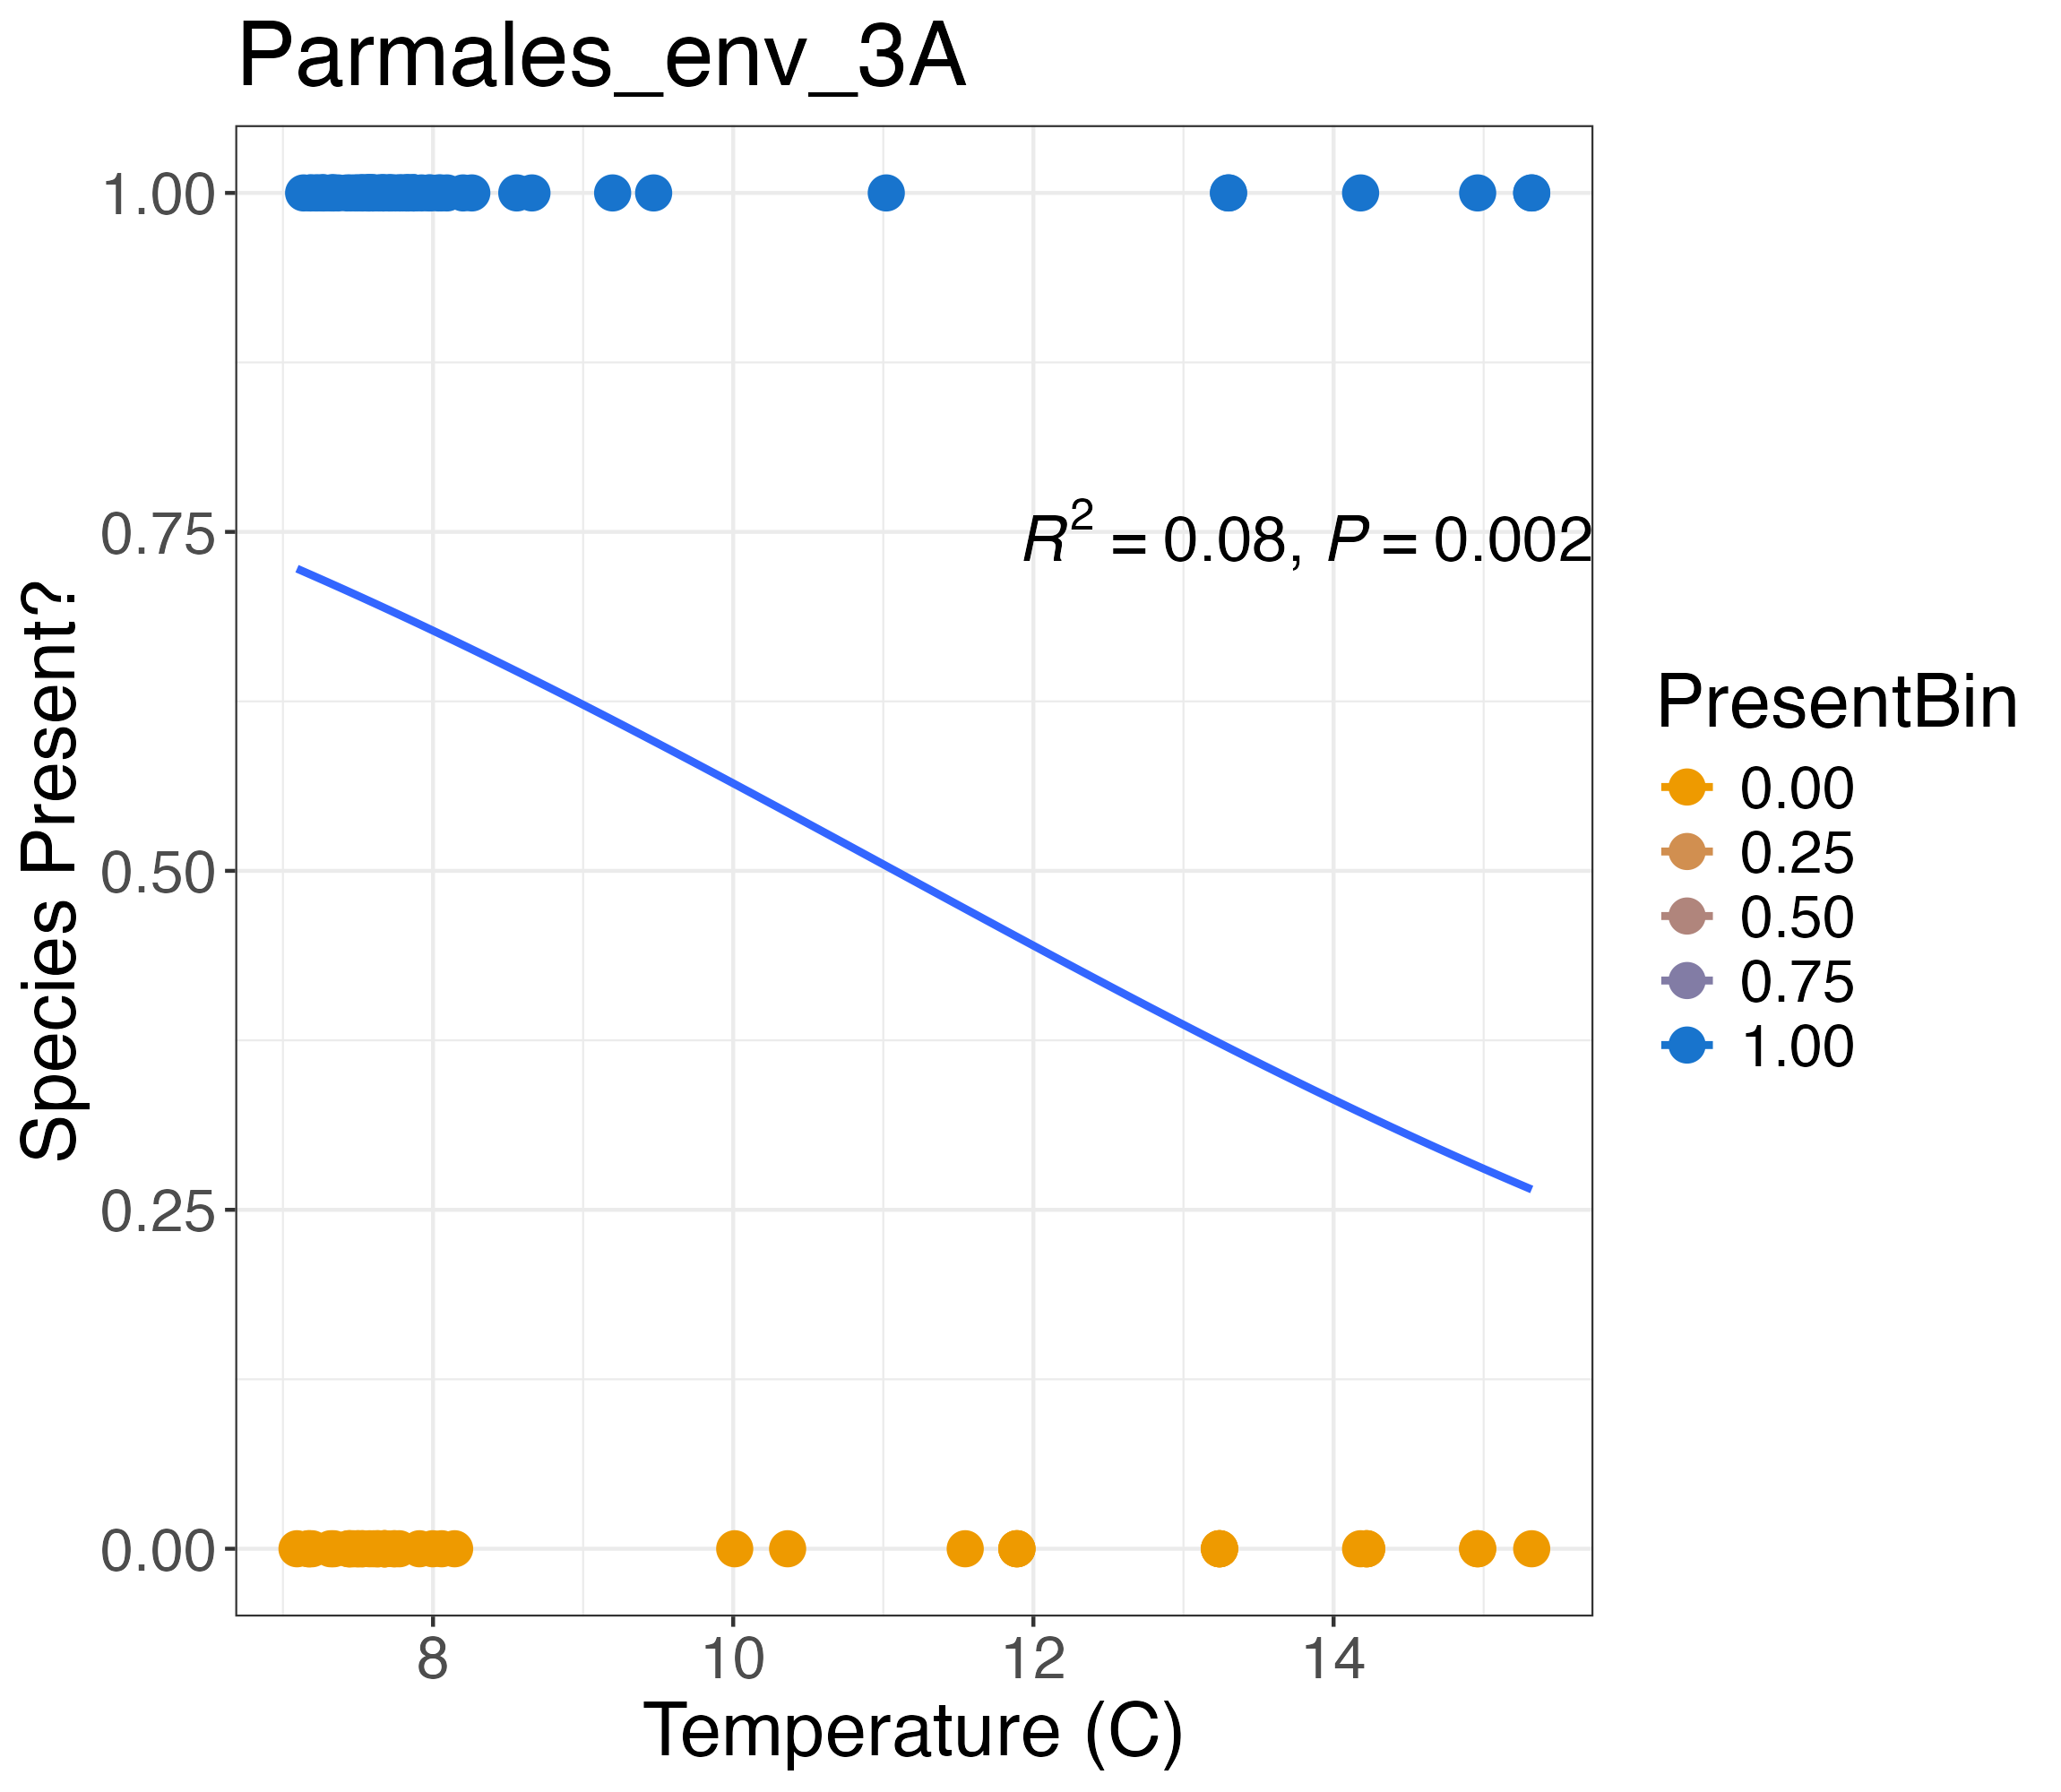 Parmales_env_3A
1.00
0.75
0.50
0.25
0.00
Species Present?
R² = 0.08, P = 0.002
8 10 12 14
Temperature (C)
PresentBin
0.00
0.25
0.50
0.75
1.00